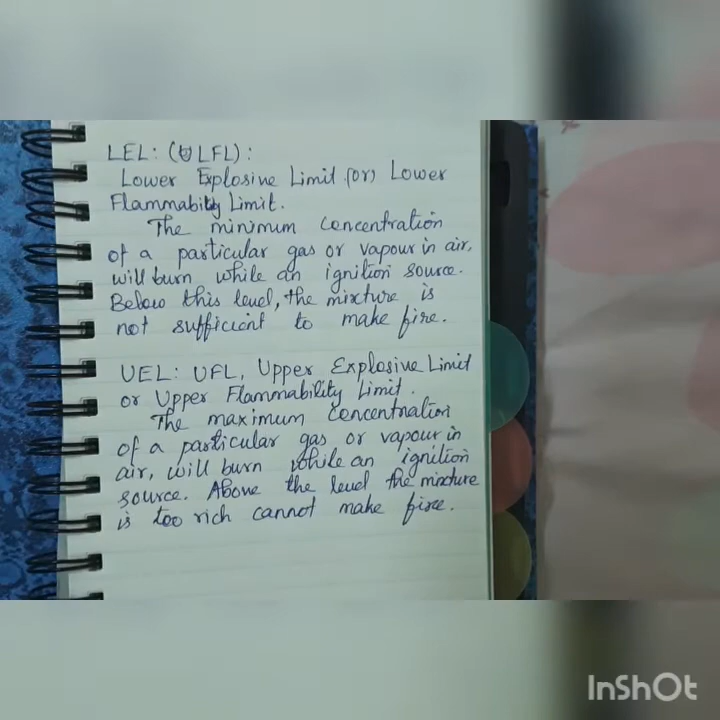 LEL: (LFL):
Lower Explosive Limit (or) Lower
Flammability Limit.
The minimum concentration
of a particular gas or vapour in air,
will burn while an ignition source.
Below this level, the mixture is
not sufficient to make fire.
UEL: UFL, Upper Explosive Limit
or Upper Flammability Limit.
The maximum concentration
of a particular gas or vapour in
air, will burn while an ignition
source. Above the level the mixture
is too rich cannot make fire.
InShOt